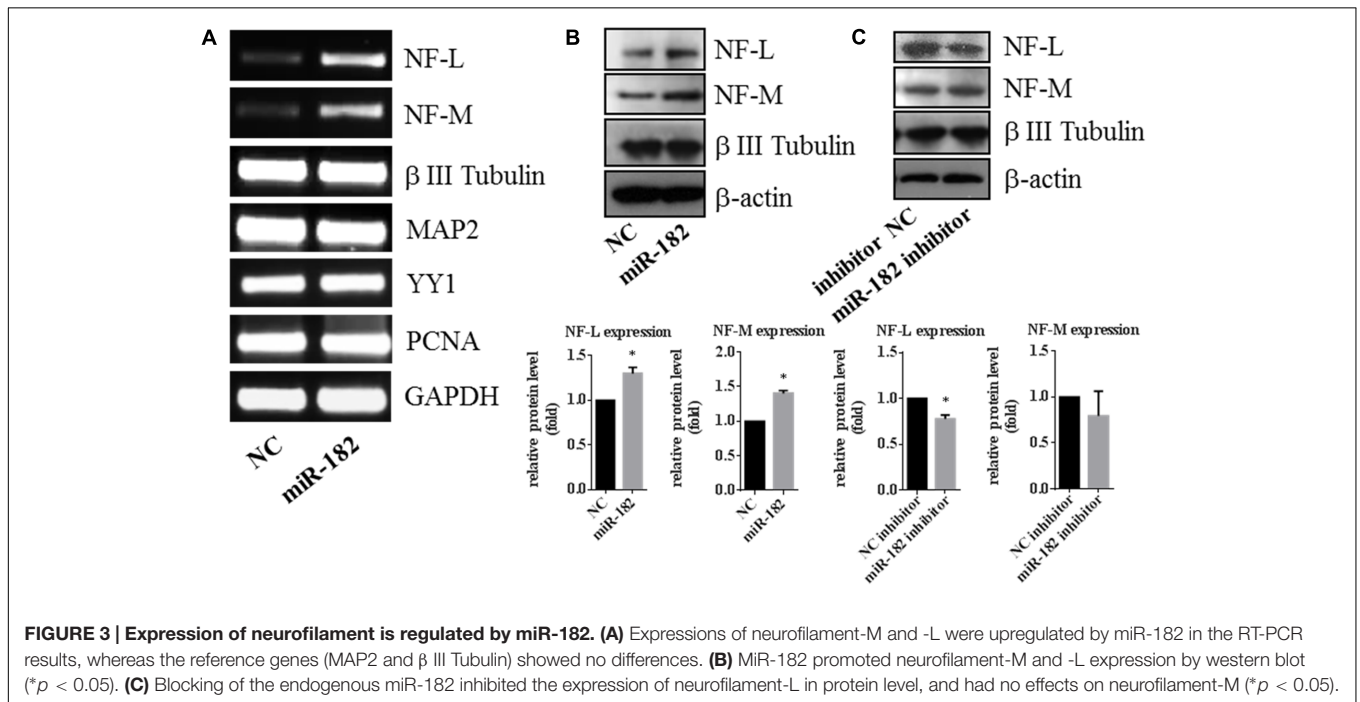 A
NF-L
NF-M
β III Tubulin
MAP2
YY1
PCNA
GAPDH
NC
miR-182
B
NF-L
NF-M
β III Tubulin
β-actin
NC
miR-182
C
NF-L
NF-M
β III Tubulin
β-actin
inhibitor NC
miR-182 inhibitor
NF-L expression
relative protein level
(fold)
1.5
1.0
0.5
0.0
*
NC
miR-182
NF-M expression
relative protein level
(fold)
2.0
1.5
1.0
0.5
0.0
*
NC
miR-182
NF-L expression
relative protein level
(fold)
1.5
1.0
0.5
0.0
*
NC inhibitor
miR-182 inhibitor
NF-M expression
relative protein level
(fold)
1.5
1.0
0.5
0.0
NC inhibitor
miR-182 inhibitor
FIGURE 3 | Expression of neurofilament is regulated by miR-182. (A) Expressions of neurofilament-M and -L were upregulated by miR-182 in the RT-PCR
results, whereas the reference genes (MAP2 and β III Tubulin) showed no differences. (B) MiR-182 promoted neurofilament-M and -L expression by western blot
(*p < 0.05). (C) Blocking of the endogenous miR-182 inhibited the expression of neurofilament-L in protein level, and had no effects on neurofilament-M (*p < 0.05).